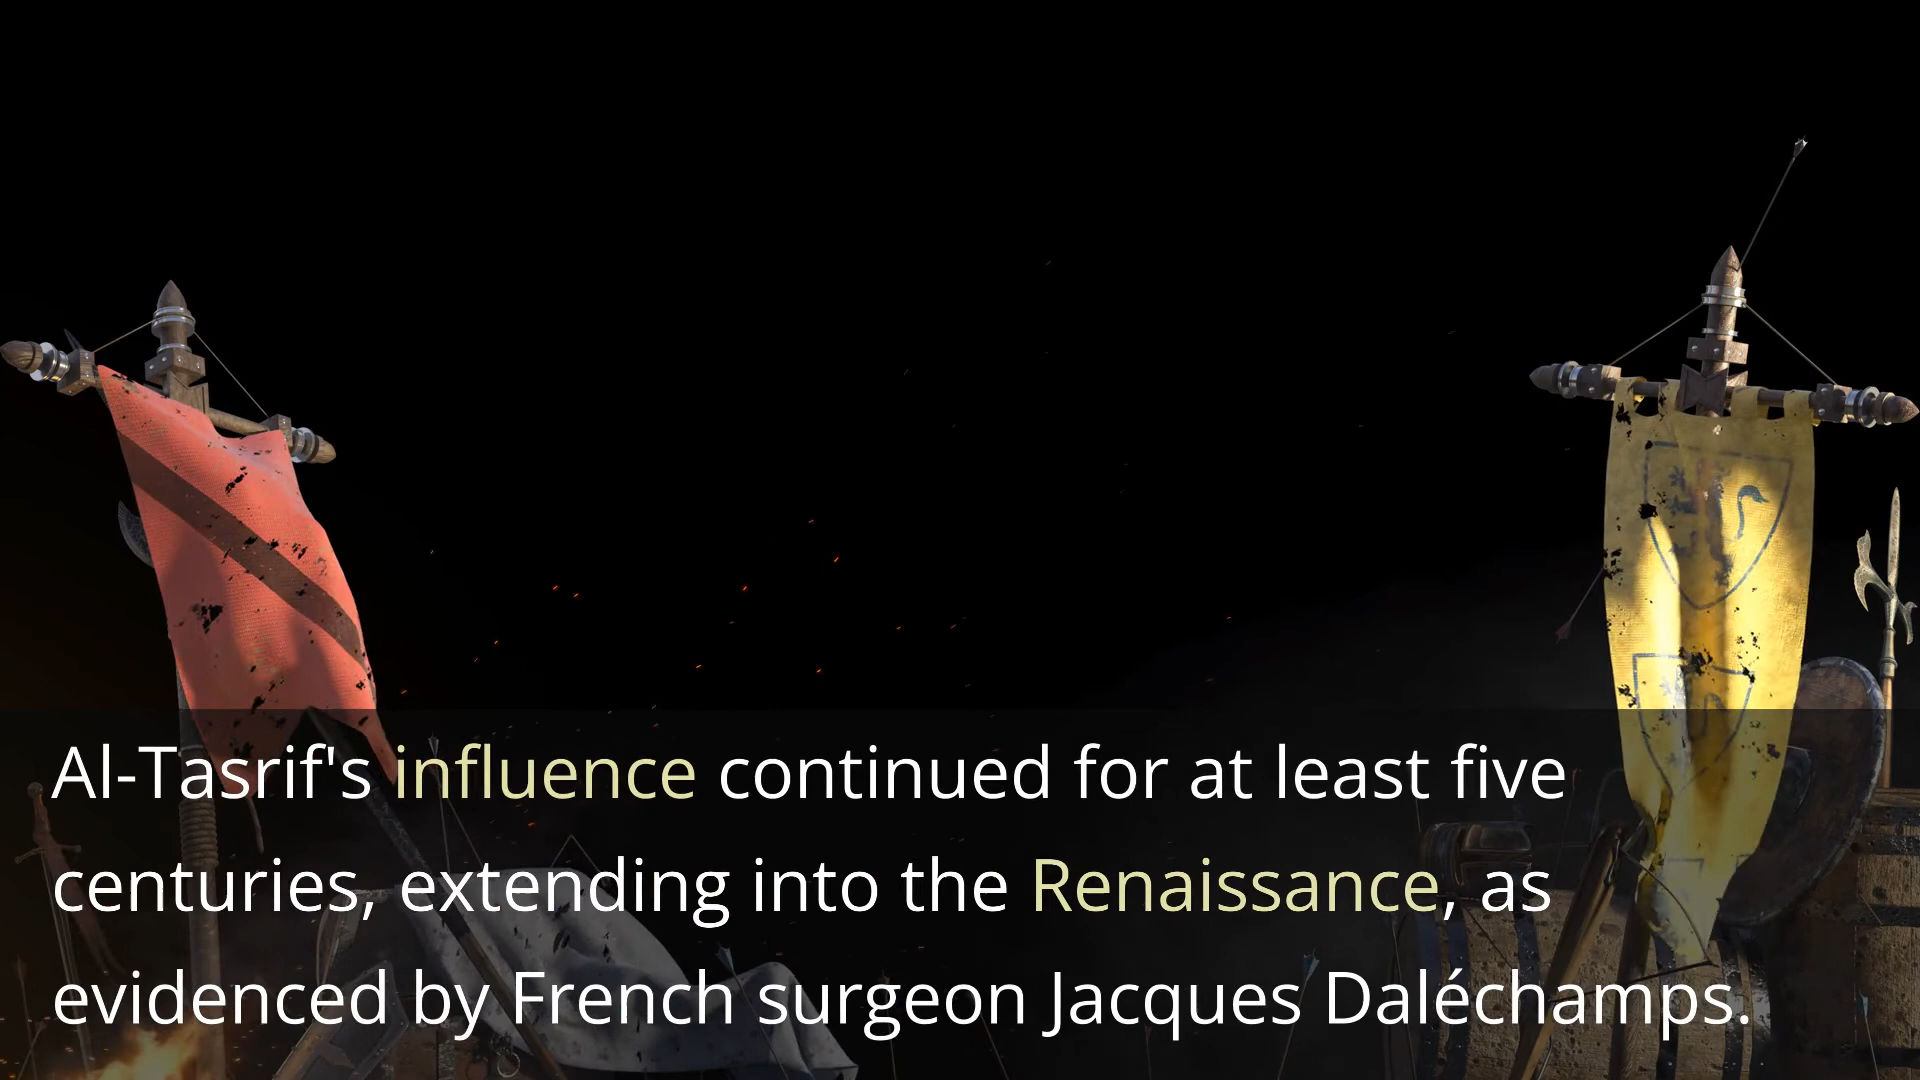 Al-Tasrif's influence continued for at least five
centuries, extending into the Renaissance, as
evidenced by French surgeon Jacques Daléchamps.